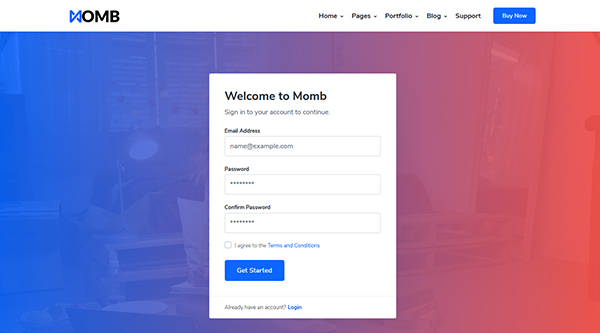 MOMB
Home Pages Portfolio Blog Support Buy Now
Welcome to Momb
Sign in to your account to continue.
Email Address
name@example.com
Password
********
Confirm Password
********
I agree to the Terms and Conditions
Get Started
Already have an account? Login